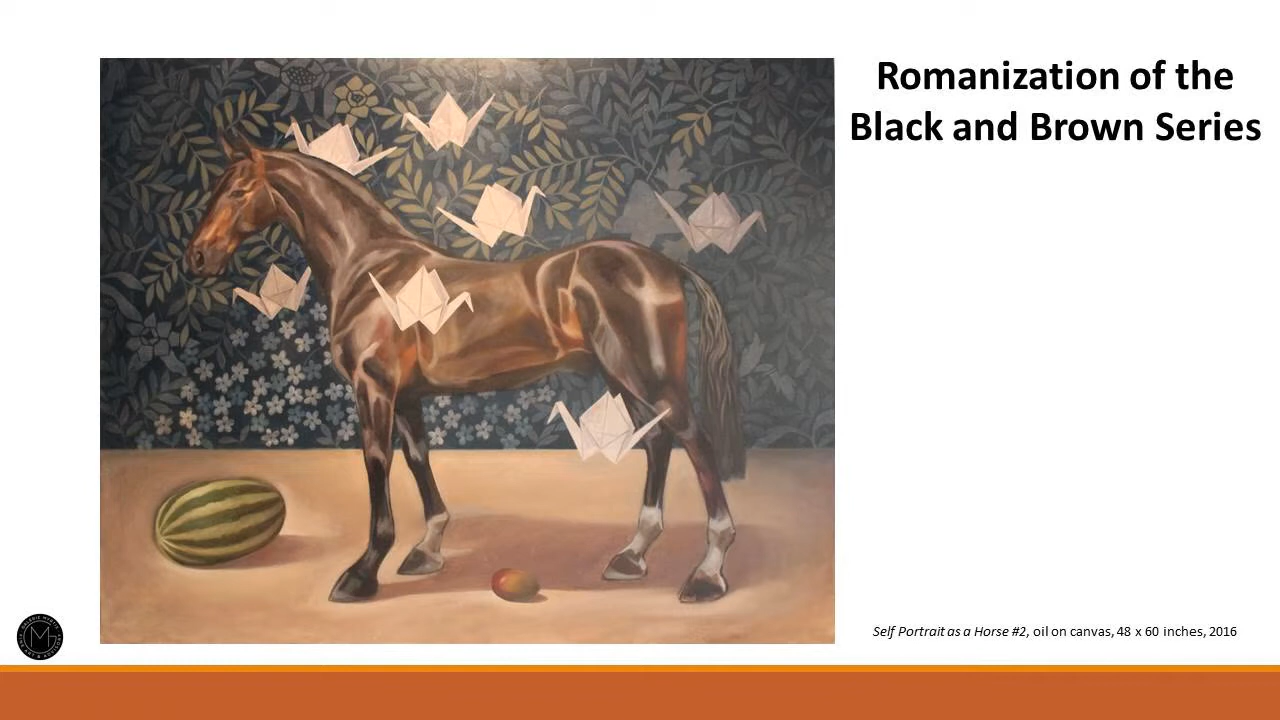 Romanization of the
Black and Brown Series
Self Portrait as a Horse #2, oil on canvas, 48 x 60 inches, 2016